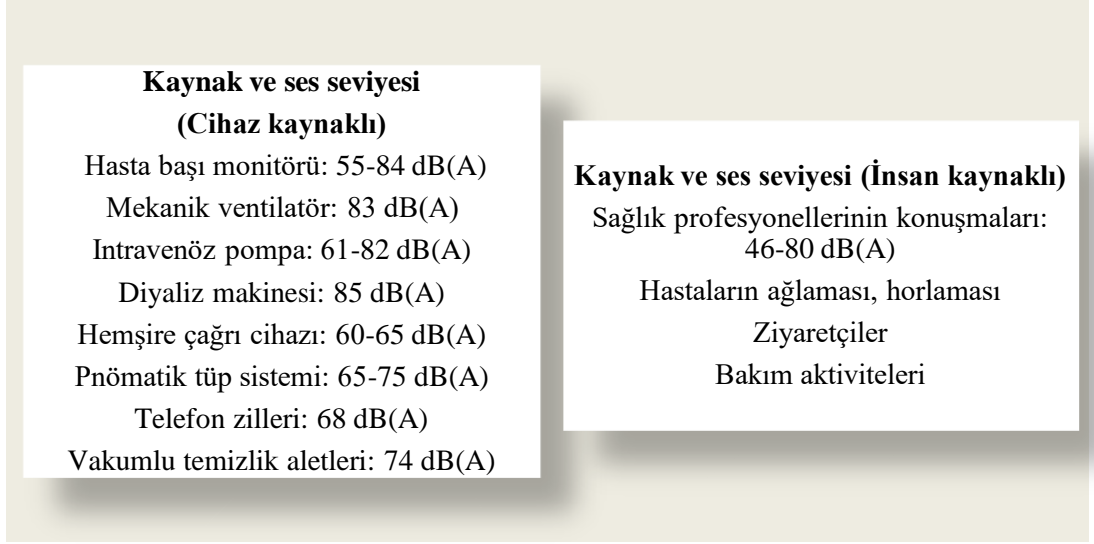 Kaynak ve ses seviyesi
(Cihaz kaynaklı)
Hasta başı monitörü: 55-84 dB(A)
Mekanik ventilatör: 83 dB(A)
Intravenöz pompa: 61-82 dB(A)
Diyaliz makinesi: 85 dB(A)
Hemşire çağrı cihazı: 60-65 dB(A)
Pnömatik tüp sistemi: 65-75 dB(A)
Telefon zilleri: 68 dB(A)
Vakumlu temizlik aletleri: 74 dB(A)
Kaynak ve ses seviyesi (İnsan kaynaklı)
Sağlık profesyonellerinin konuşmaları:
46-80 dB(A)
Hastaların ağlaması, horlaması
Ziyaretçiler
Bakım aktiviteleri